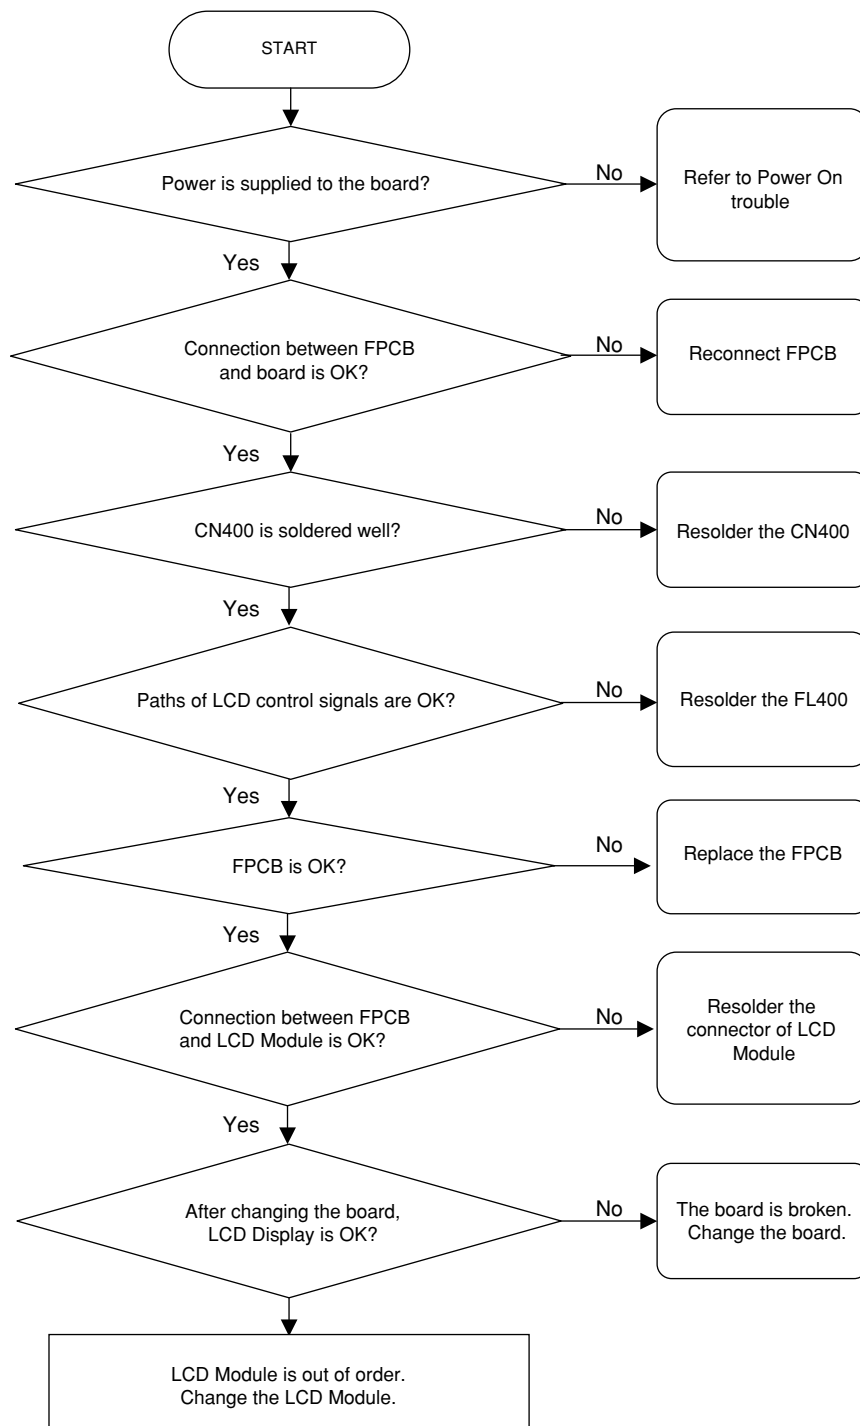 START
Power is supplied to the board?
No
Refer to Power On
trouble
Yes
Connection between FPCB
and board is OK?
No
Reconnect FPCB
Yes
CN400 is soldered well?
No
Resolder the CN400
Yes
Paths of LCD control signals are OK?
No
Resolder the FL400
Yes
FPCB is OK?
No
Replace the FPCB
Yes
Connection between FPCB
and LCD Module is OK?
No
Resolder the
connector of LCD
Module
Yes
After changing the board,
LCD Display is OK?
No
The board is broken.
Change the board.
LCD Module is out of order.
Change the LCD Module.